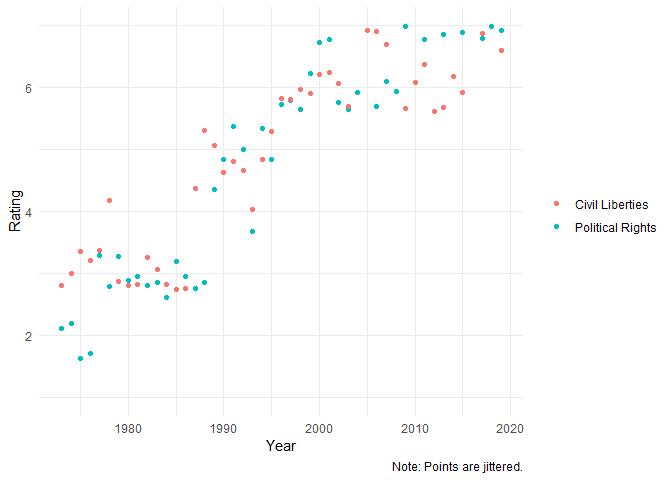 6
4
2
Rating
1980 1990 2000 2010 2020
Year
Civil Liberties
Political Rights
Note: Points are jittered.